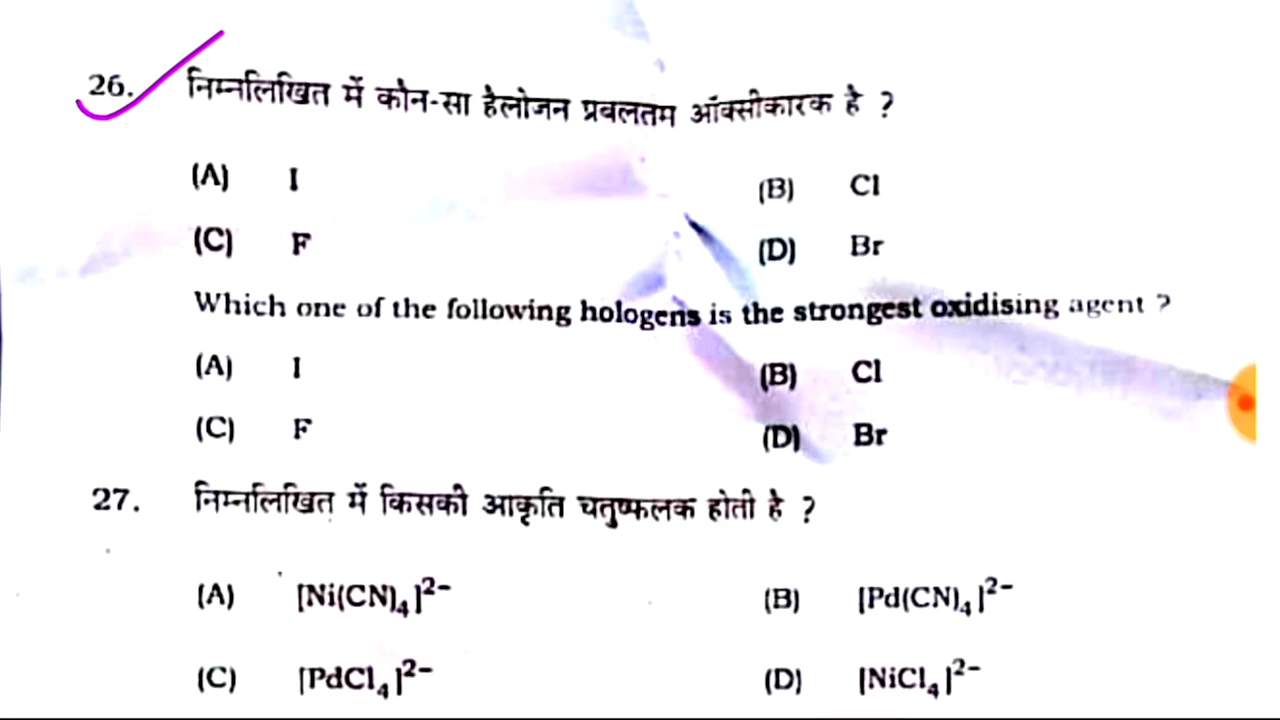 26. निम्नलिखित में कौन-सा हैलोजन प्रबलतम ऑक्सीकारक है ?
(A) I (B) Cl
(C) F (D) Br
Which one of the following hologens is the strongest oxidising agent ?
(A) I (B) Cl
(C) F (D) Br
27. निम्नलिखित में किसकी आकृति चतुष्फलक होती है ?
(A) [Ni(CN)₄]²⁻ (B) [Pd(CN)₄]²⁻
(C) [PdCl₄]²⁻ (D) [NiCl₄]²⁻